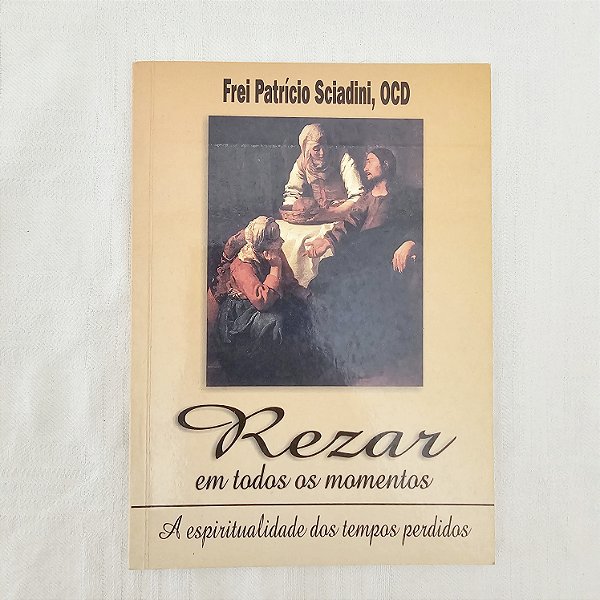 Frei Patrício Sciadini, OCD
Rezar
em todos os momentos
A espiritualidade dos tempos perdidos